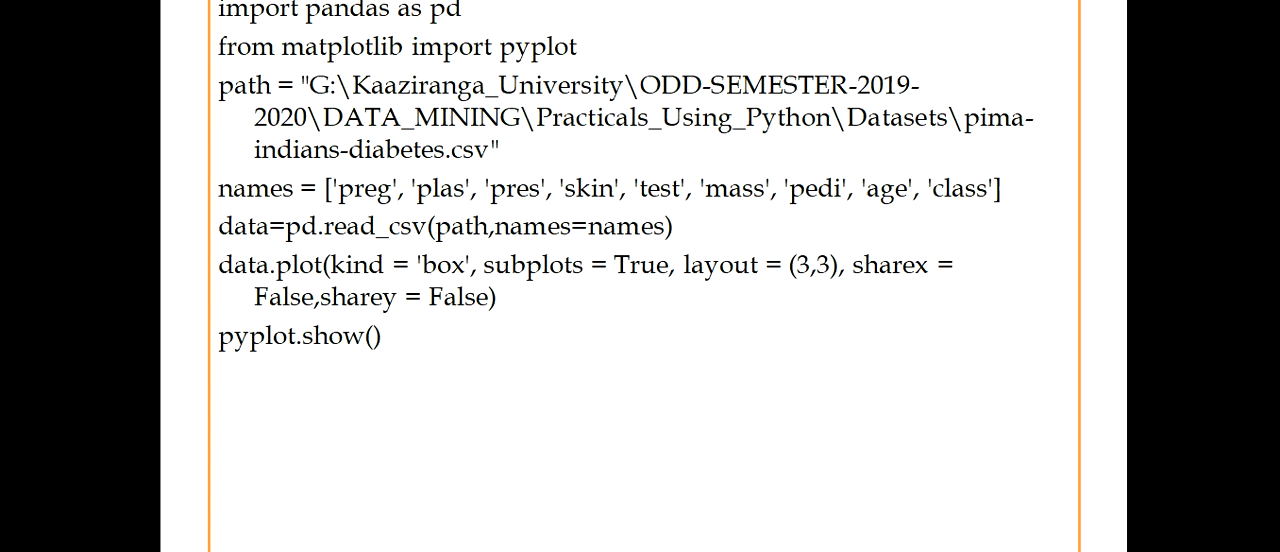 import pandas as pd
from matplotlib import pyplot
path = "G:\Kaaziranga_University\ODD-SEMESTER-2019-
2020\DATA_MINING\Practicals_Using_Python\Datasets\pima-
indians-diabetes.csv"
names = ['preg', 'plas', 'pres', 'skin', 'test', 'mass', 'pedi', 'age', 'class']
data=pd.read_csv(path,names=names)
data.plot(kind = 'box', subplots = True, layout = (3,3), sharex =
False,sharey = False)
pyplot.show()